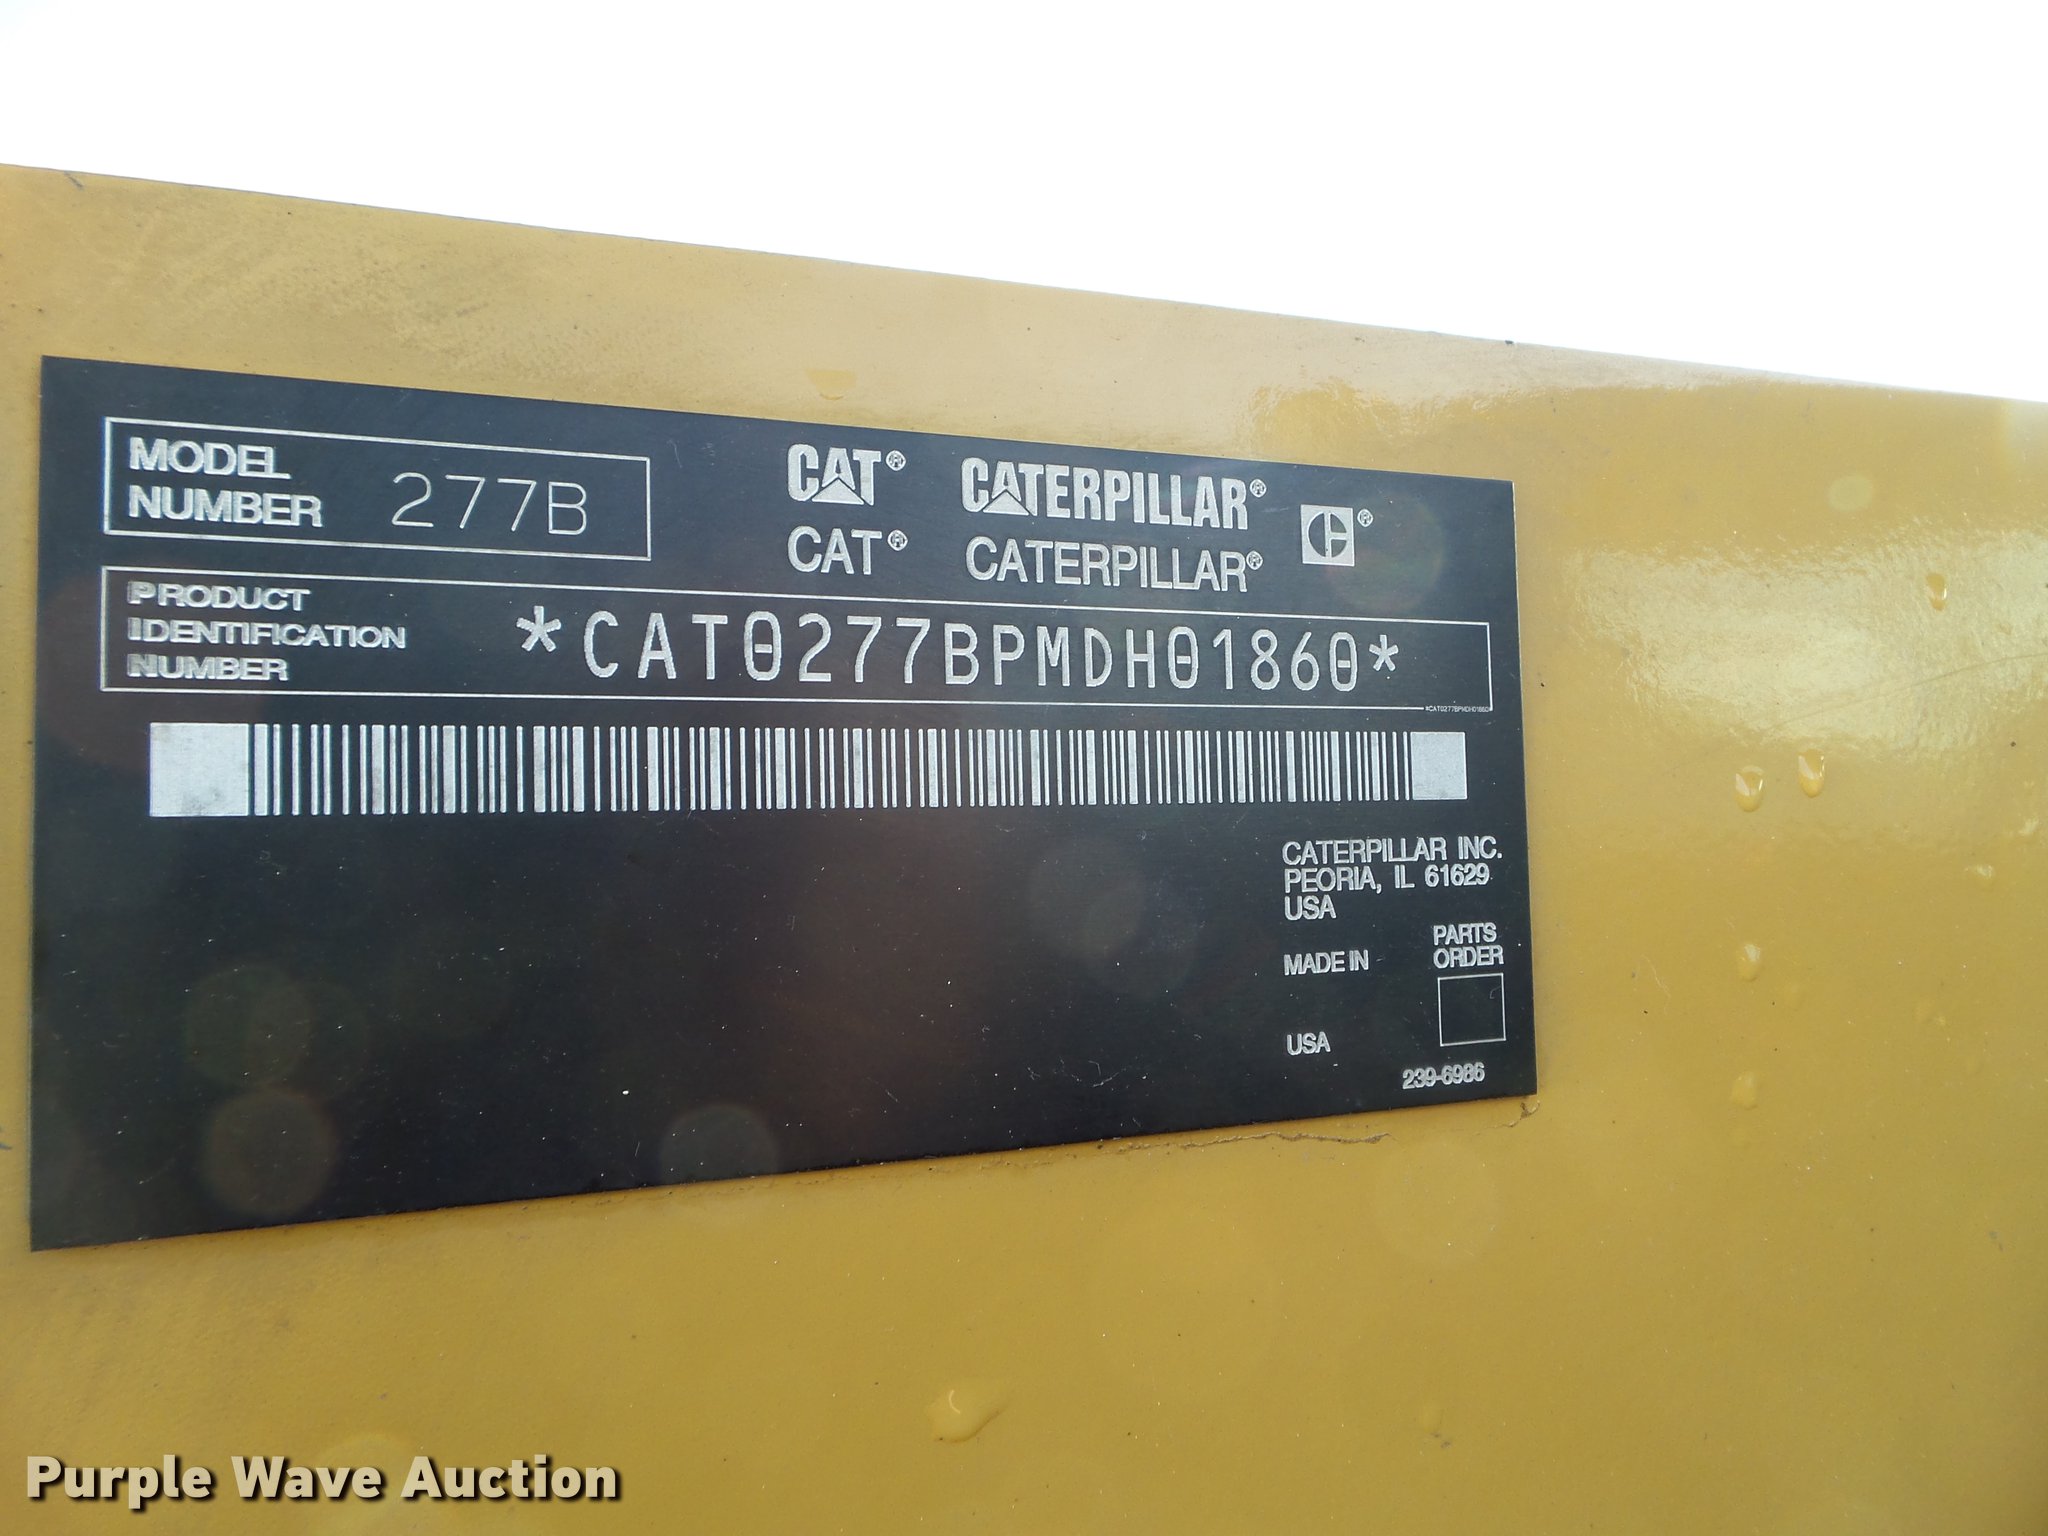 MODEL
NUMBER 277B
CAT® CATERPILLAR® C®
CAT® CATERPILLAR®
PRODUCT
IDENTIFICATION
NUMBER
*CAT0277BPMDH01860*
*CAT0277BPMDH01860*
CATERPILLAR INC.
PEORIA, IL 61629
USA
MADE IN
USA
PARTS
ORDER
239-6986
Purple Wave Auction